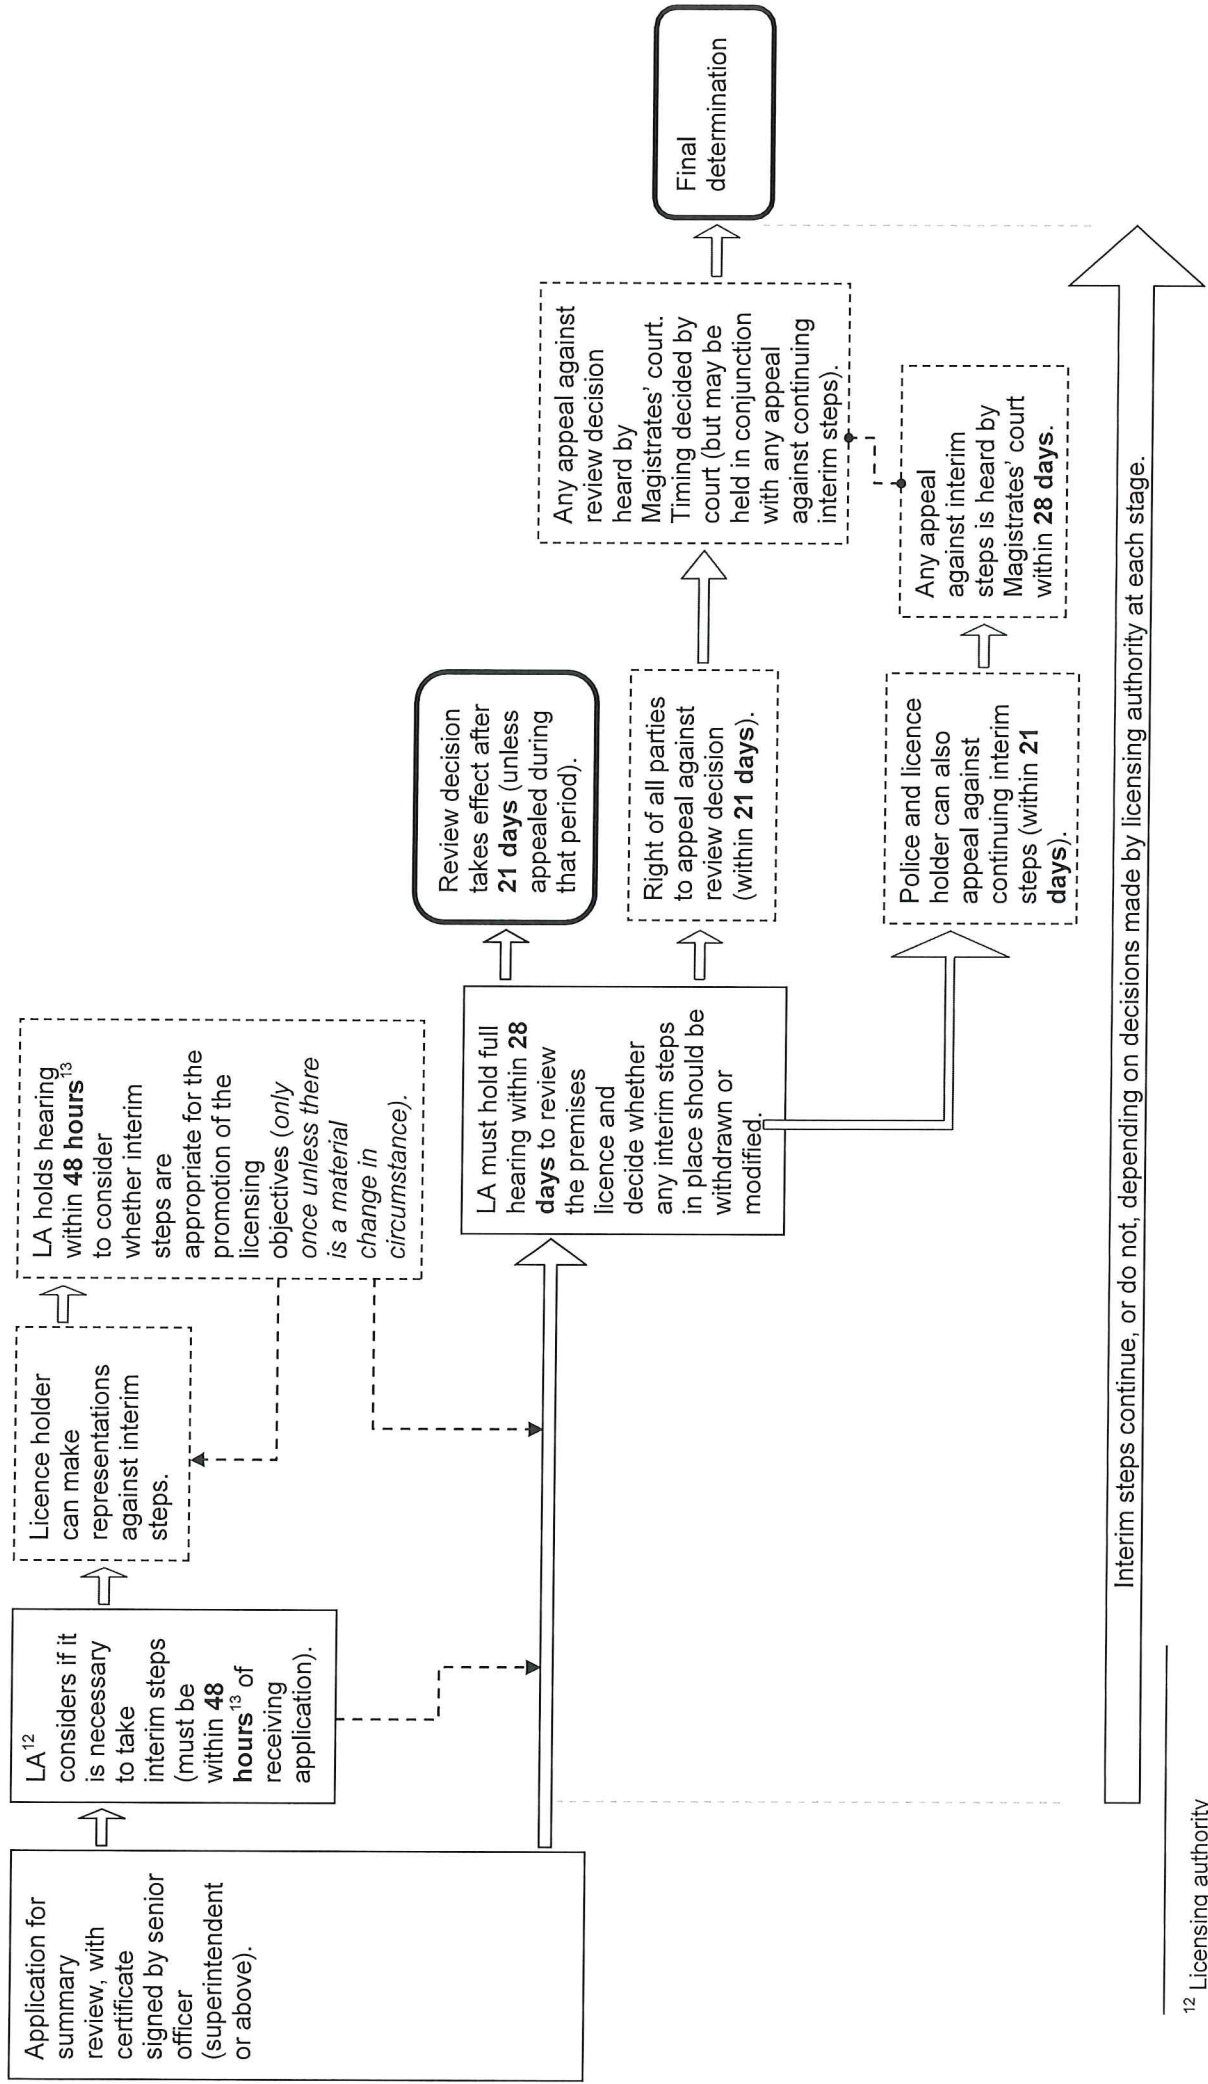 Application for
summary
review, with
certificate
signed by senior
officer
(superintendent
or above).
LA12
considers if it
is necessary
to take
interim steps
(must be
within 48
hours13 of
receiving
application).
Licence holder
can make
representations
against interim
steps.
LA holds hearing
within 48 hours13
to consider
whether interim
steps are
appropriate for the
promotion of the
licensing
objectives (only
once unless there
is a material
change in
circumstance).
LA must hold full
hearing within 28
days to review
the premises
licence and
decide whether
any interim steps
in place should be
withdrawn or
modified.
Review decision
takes effect after
21 days (unless
appealed during
that period).
Right of all parties
to appeal against
review decision
(within 21 days).
Police and licence
holder can also
appeal against
continuing interim
steps (within 21
days).
Any appeal against
review decision
heard by
Magistrates' court.
Timing decided by
court (but may be
held in conjunction
with any appeal
against continuing
interim steps).
Any appeal
against interim
steps is heard by
Magistrates' court
within 28 days.
Final
determination
Interim steps continue, or do not, depending on decisions made by licensing authority at each stage.
12 Licensing authority